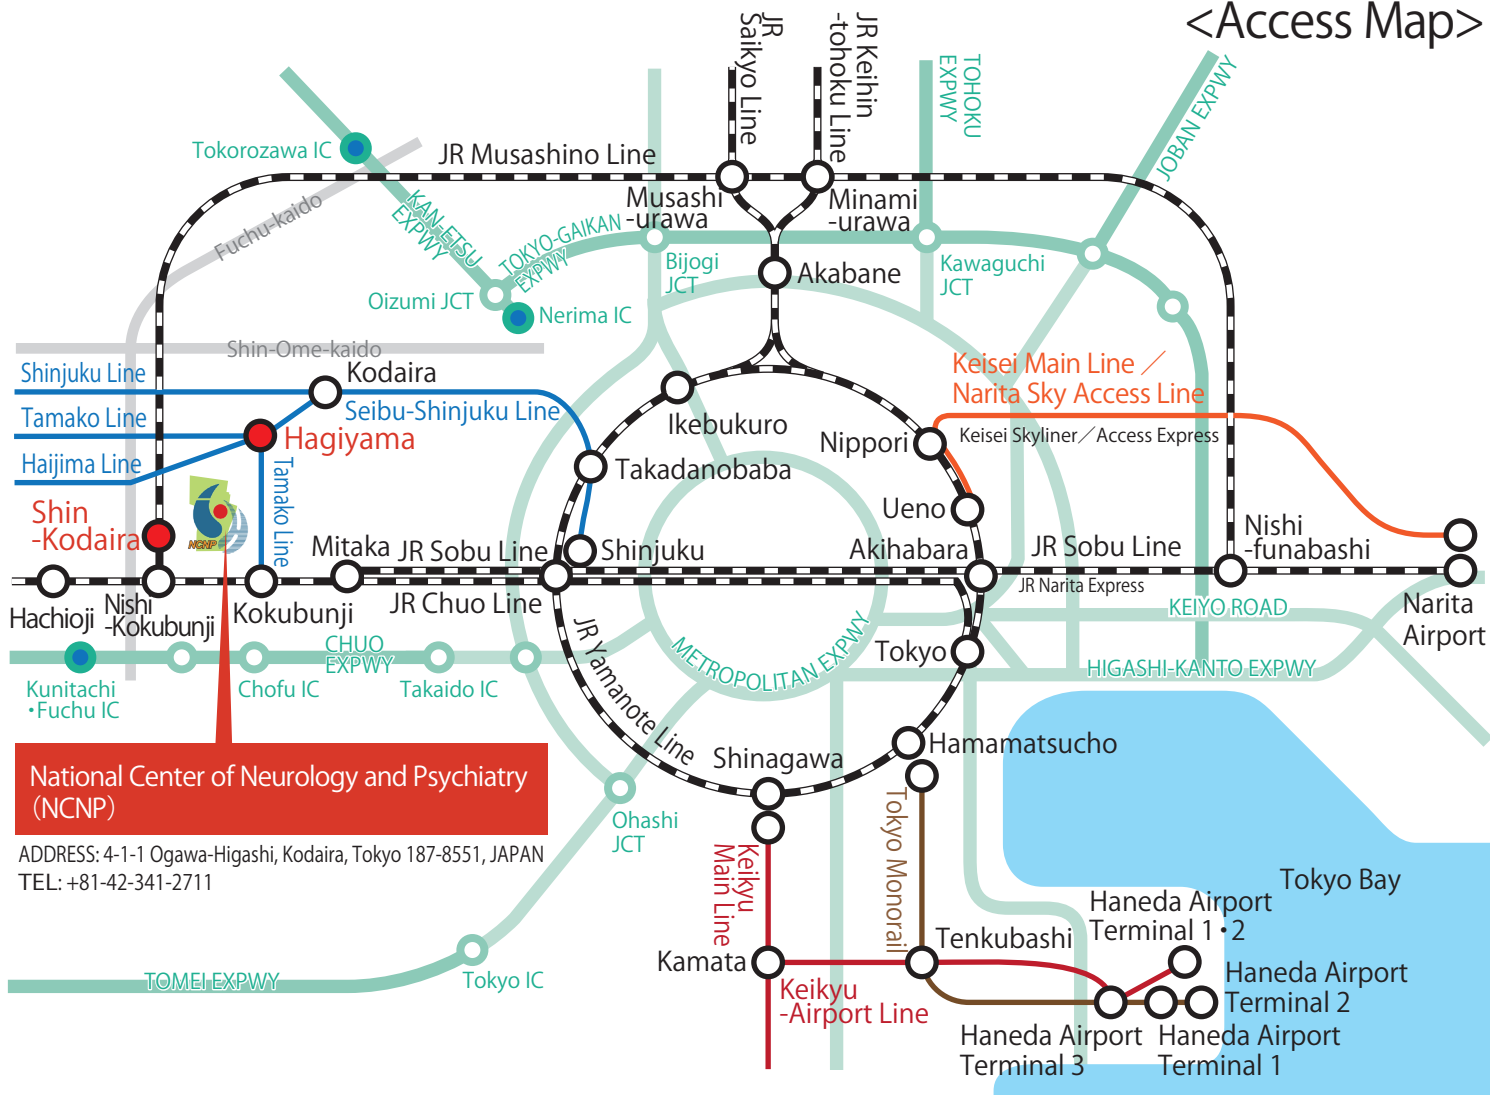 <Access Map>
JR
Saikyo Line
JR Keihin
-tohoku Line
TOHOKU
EXPWY
JOBAN EXPWY
Tokorozawa IC
JR Musashino Line
Musashi
-urawa
Minami
-urawa
Fuchu-kaido
KAN-ETSU
EXPWY
TOKYO-GAIKAN
EXPWY
Bijogi
JCT
Kawaguchi
JCT
Akabane
Oizumi JCT
Nerima IC
Shin-Ome-kaido
Shinjuku Line
Kodaira
Keisei Main Line ／
Narita Sky Access Line
Tamako Line
Seibu-Shinjuku Line
Ikebukuro
Nippori
Keisei Skyliner／Access Express
Hagiyama
Haijima Line
Tamako Line
Takadanobaba
Ueno
Shin
-Kodaira
NCNP
Mitaka
JR Sobu Line
Shinjuku
Akihabara
JR Sobu Line
Nishi
-funabashi
JR Narita Express
Hachioji
Nishi
-Kokubunji
Kokubunji
JR Chuo Line
KEIYO ROAD
Narita
Airport
CHUO
EXPWY
JR Yamanote Line
METROPOLITAN EXPWY
Tokyo
HIGASHI-KANTO EXPWY
Kunitachi
・Fuchu IC
Chofu IC
Takaido IC
National Center of Neurology and Psychiatry
（NCNP）
Shinagawa
Hamamatsucho
Ohashi
JCT
ADDRESS: 4-1-1 Ogawa-Higashi, Kodaira, Tokyo 187-8551, JAPAN
TEL: +81-42-341-2711
Keikyu
Main Line
Tokyo Monorail
Tokyo Bay
Haneda Airport
Terminal 1・2
Tenkubashi
Kamata
Tokyo IC
TOMEI EXPWY
Keikyu
-Airport Line
Haneda Airport
Terminal 2
Haneda Airport
Terminal 3
Haneda Airport
Terminal 1